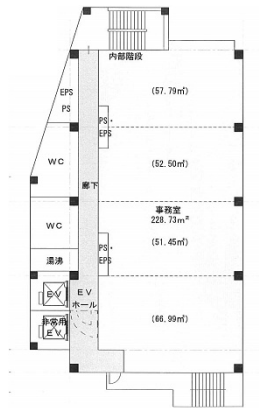 内部階段
(57.79㎡)
EPS
PS
PS
EPS
WC
(52.50㎡)
廊下
事務室
228.73㎡
WC
(51.45㎡)
PS
EPS
湯沸
EV
EV
ホール
非常用
EV
(66.99㎡)